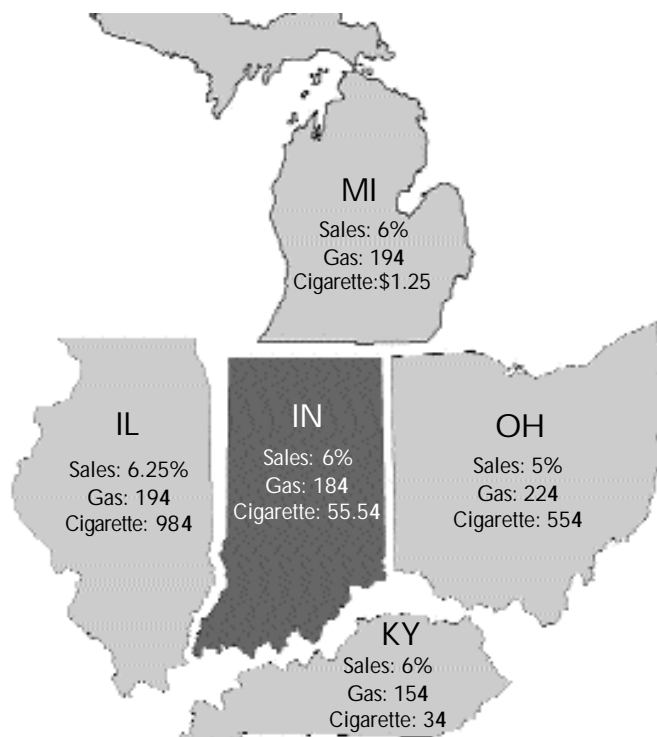 MI
Sales: 6%
Gas: 194
Cigarette:$1.25
IL
Sales: 6.25%
Gas: 194
Cigarette: 984
IN
Sales: 6%
Gas: 184
Cigarette: 55.54
OH
Sales: 5%
Gas: 224
Cigarette: 554
KY
Sales: 6%
Gas: 154
Cigarette: 34